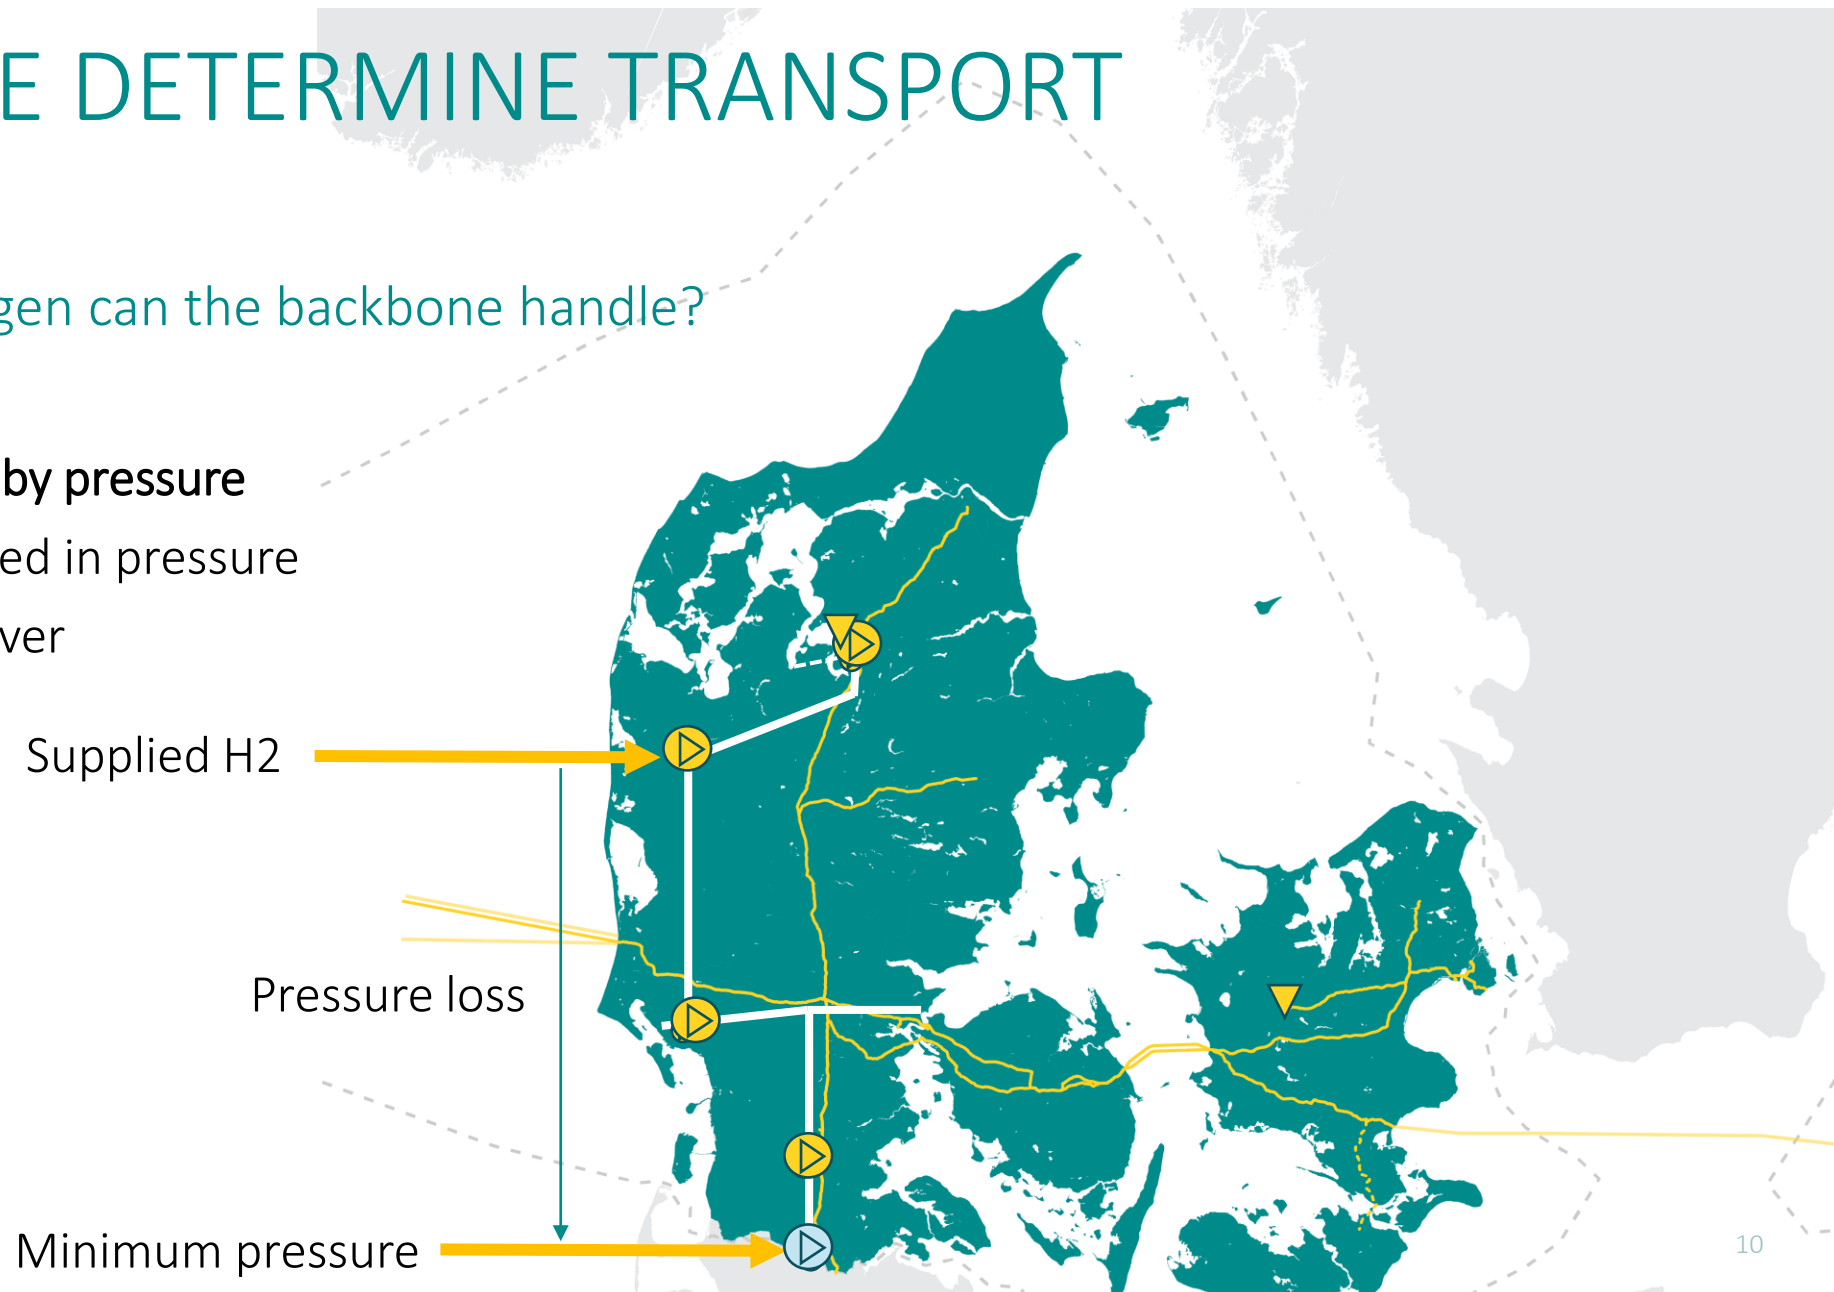 E DETERMINE TRANSPORT
gen can the backbone handle?
by pressure
ed in pressure
ver
Supplied H2
Pressure loss
Minimum pressure
10